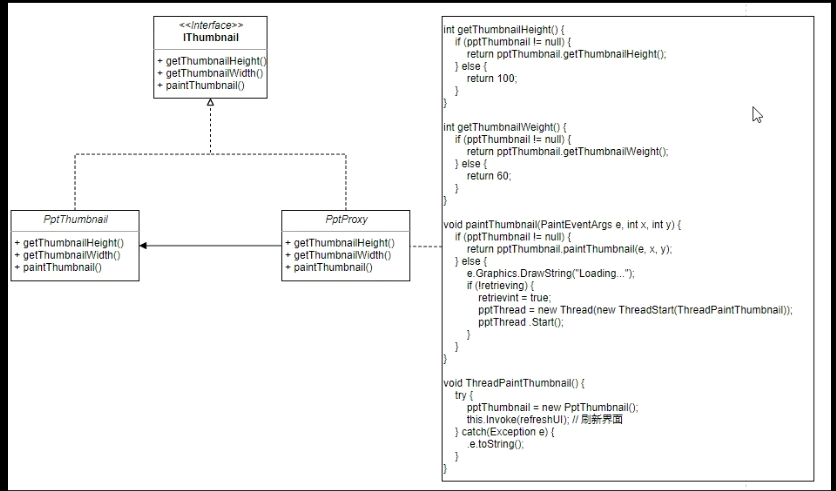 <<Interface>>
IThumbnail
+ getThumbnailHeight()
+ getThumbnailWidth()
+ paintThumbnail()
PptThumbnail
+ getThumbnailHeight()
+ getThumbnailWidth()
+ paintThumbnail()
PptProxy
+ getThumbnailHeight()
+ getThumbnailWidth()
+ paintThumbnail()
int getThumbnailHeight() {
if (pptThumbnail != null) {
return pptThumbnail.getThumbnailHeight();
} else {
return 100;
}
}
int getThumbnailWeight() {
if (pptThumbnail != null) {
return pptThumbnail.getThumbnailWeight();
} else {
return 60;
}
}
void paintThumbnail(PaintEventArgs e, int x, int y) {
if (pptThumbnail != null) {
return pptThumbnail.paintThumbnail(e, x, y);
} else {
e.Graphics.DrawString("Loading...");
if (!retrieving) {
retrievint = true;
pptThread = new Thread(new ThreadStart(ThreadPaintThumbnail));
pptThread .Start();
}
}
}
void ThreadPaintThumbnail() {
try {
pptThumbnail = new PptThumbnail();
this.Invoke(refreshUI); // 刷新界面
} catch(Exception e) {
.e.toString();
}
}